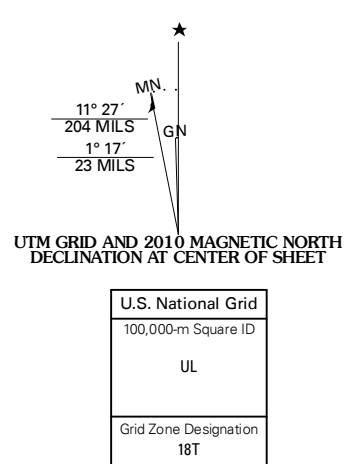 ★
MN
11° 27´
204 MILS
GN
1° 17´
23 MILS
UTM GRID AND 2010 MAGNETIC NORTH
DECLINATION AT CENTER OF SHEET
U.S. National Grid
100,000-m Square ID
UL
Grid Zone Designation
18T